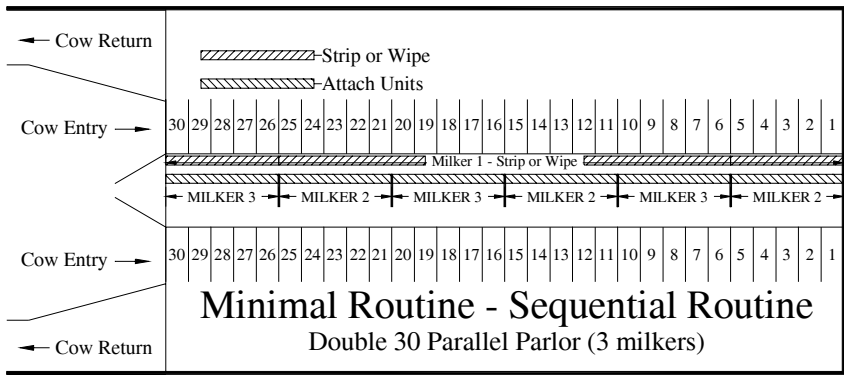 Cow Return
Strip or Wipe
Attach Units
Cow Entry
30 29 28 27 26 25 24 23 22 21 20 19 18 17 16 15 14 13 12 11 10 9 8 7 6 5 4 3 2 1
Milker 1 - Strip or Wipe
MILKER 3 MILKER 2 MILKER 3 MILKER 2 MILKER 3 MILKER 2
Cow Entry
30 29 28 27 26 25 24 23 22 21 20 19 18 17 16 15 14 13 12 11 10 9 8 7 6 5 4 3 2 1
Minimal Routine - Sequential Routine
Double 30 Parallel Parlor (3 milkers)
Cow Return